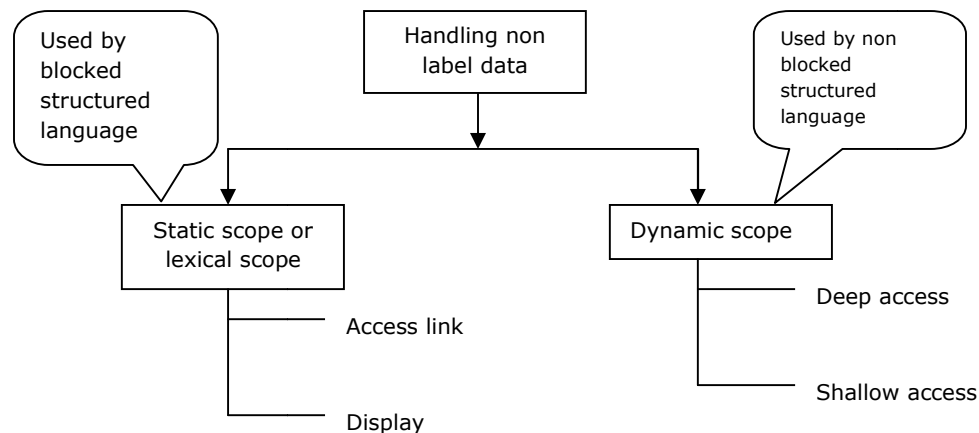 Used by
blocked
structured
language
Handling non
label data
Used by non
blocked
structured
language
Static scope or
lexical scope
Dynamic scope
Access link
Display
Deep access
Shallow access